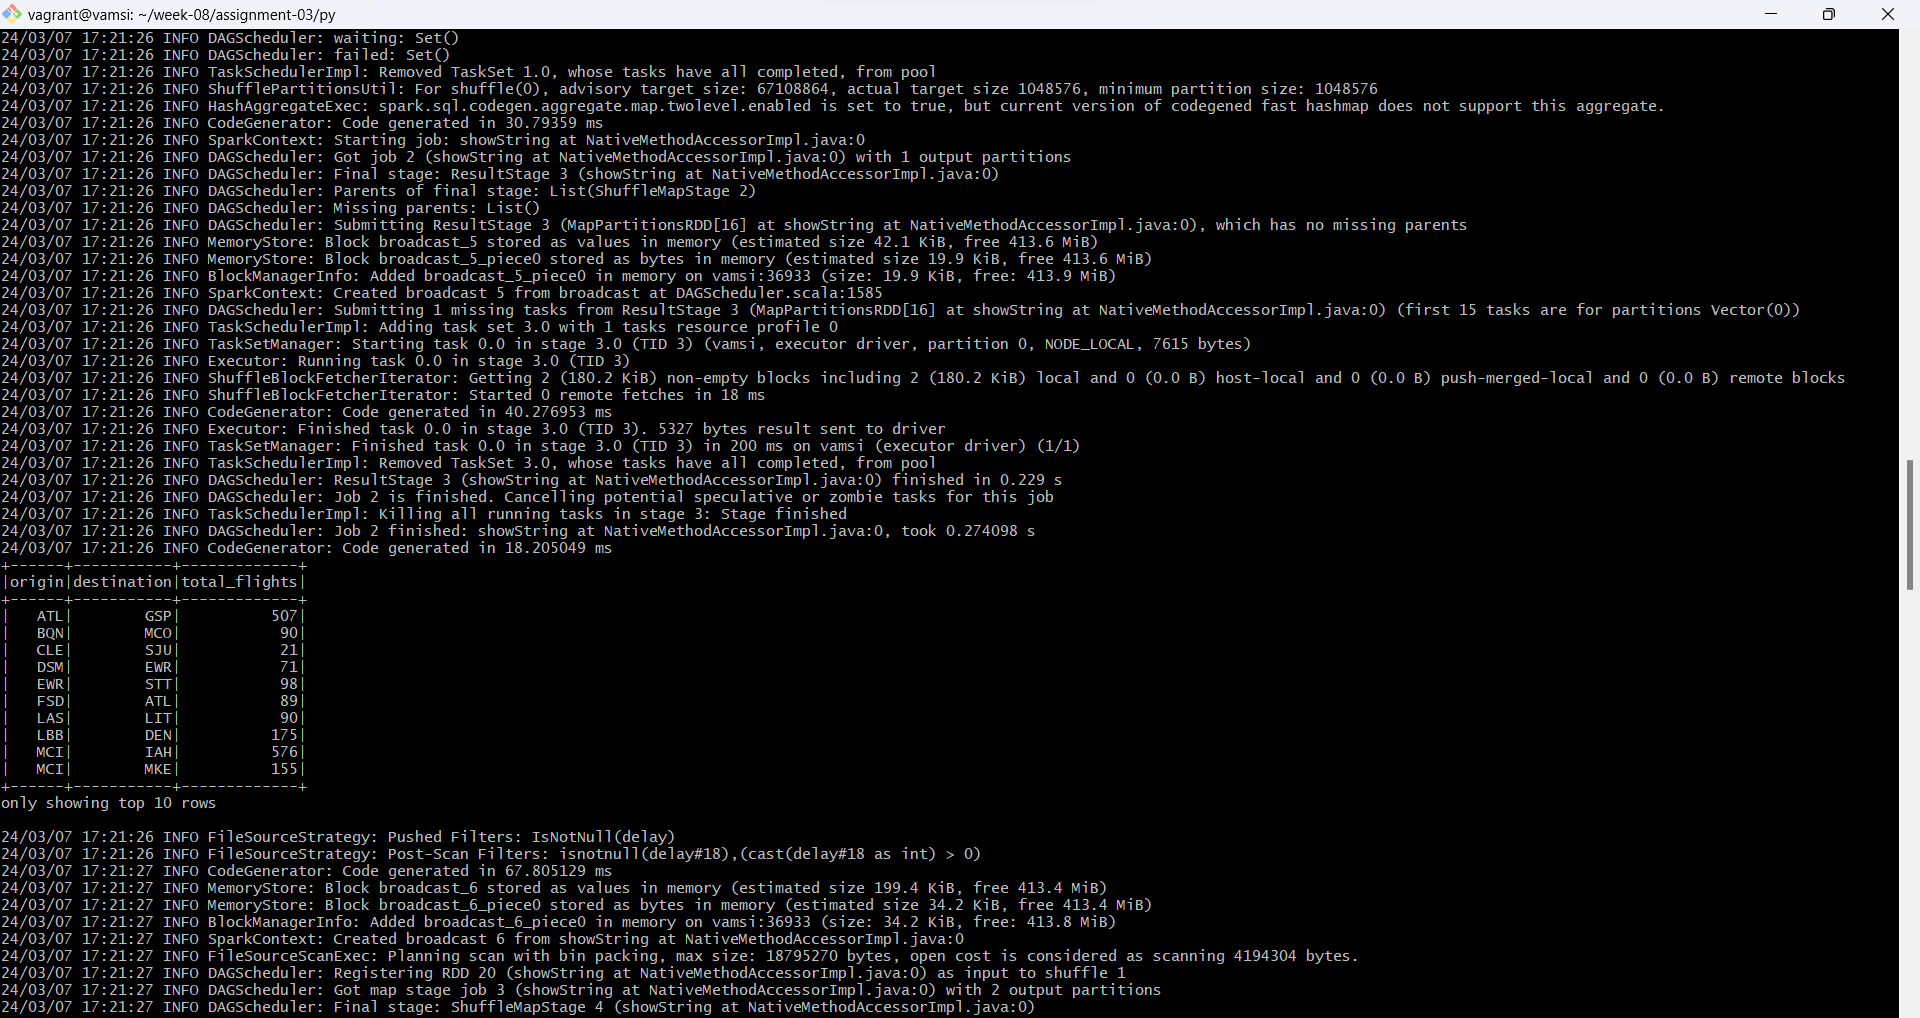 vagrant@vamsi: ~/week-08/assignment-03/py
24/03/07 17:21:26 INFO DAGScheduler: waiting: Set()
24/03/07 17:21:26 INFO DAGScheduler: failed: Set()
24/03/07 17:21:26 INFO TaskSchedulerImpl: Removed TaskSet 1.0, whose tasks have all completed, from pool
24/03/07 17:21:26 INFO ShufflePartitionsUtil: For shuffle(0), advisory target size: 67108864, actual target size 1048576, minimum partition size: 1048576
24/03/07 17:21:26 INFO HashAggregateExec: spark.sql.codegen.aggregate.map.twolevel.enabled is set to true, but current version of codegened fast hashmap does not support this aggregate.
24/03/07 17:21:26 INFO CodeGenerator: Code generated in 30.79359 ms
24/03/07 17:21:26 INFO SparkContext: Starting job: showString at NativeMethodAccessorImpl.java:0
24/03/07 17:21:26 INFO DAGScheduler: Got job 2 (showString at NativeMethodAccessorImpl.java:0) with 1 output partitions
24/03/07 17:21:26 INFO DAGScheduler: Final stage: ResultStage 3 (showString at NativeMethodAccessorImpl.java:0)
24/03/07 17:21:26 INFO DAGScheduler: Parents of final stage: List(ShuffleMapStage 2)
24/03/07 17:21:26 INFO DAGScheduler: Missing parents: List()
24/03/07 17:21:26 INFO DAGScheduler: Submitting ResultStage 3 (MapPartitionsRDD[16] at showString at NativeMethodAccessorImpl.java:0), which has no missing parents
24/03/07 17:21:26 INFO MemoryStore: Block broadcast_5 stored as values in memory (estimated size 42.1 KiB, free 413.6 MiB)
24/03/07 17:21:26 INFO MemoryStore: Block broadcast_5_piece0 stored as bytes in memory (estimated size 19.9 KiB, free 413.6 MiB)
24/03/07 17:21:26 INFO BlockManagerInfo: Added broadcast_5_piece0 in memory on vamsi:36933 (size: 19.9 KiB, free: 413.9 MiB)
24/03/07 17:21:26 INFO SparkContext: Created broadcast 5 from broadcast at DAGScheduler.scala:1585
24/03/07 17:21:26 INFO DAGScheduler: Submitting 1 missing tasks from ResultStage 3 (MapPartitionsRDD[16] at showString at NativeMethodAccessorImpl.java:0) (first 15 tasks are for partitions Vector(0))
24/03/07 17:21:26 INFO TaskSchedulerImpl: Adding task set 3.0 with 1 tasks resource profile 0
24/03/07 17:21:26 INFO TaskSetManager: Starting task 0.0 in stage 3.0 (TID 3) (vamsi, executor driver, partition 0, NODE_LOCAL, 7615 bytes)
24/03/07 17:21:26 INFO Executor: Running task 0.0 in stage 3.0 (TID 3)
24/03/07 17:21:26 INFO ShuffleBlockFetcherIterator: Getting 2 (180.2 KiB) non-empty blocks including 2 (180.2 KiB) local and 0 (0.0 B) host-local and 0 (0.0 B) push-merged-local and 0 (0.0 B) remote blocks
24/03/07 17:21:26 INFO ShuffleBlockFetcherIterator: Started 0 remote fetches in 18 ms
24/03/07 17:21:26 INFO CodeGenerator: Code generated in 40.276953 ms
24/03/07 17:21:26 INFO Executor: Finished task 0.0 in stage 3.0 (TID 3). 5327 bytes result sent to driver
24/03/07 17:21:26 INFO TaskSetManager: Finished task 0.0 in stage 3.0 (TID 3) in 200 ms on vamsi (executor driver) (1/1)
24/03/07 17:21:26 INFO TaskSchedulerImpl: Removed TaskSet 3.0, whose tasks have all completed, from pool
24/03/07 17:21:26 INFO DAGScheduler: ResultStage 3 (showString at NativeMethodAccessorImpl.java:0) finished in 0.229 s
24/03/07 17:21:26 INFO DAGScheduler: Job 2 is finished. Cancelling potential speculative or zombie tasks for this job
24/03/07 17:21:26 INFO TaskSchedulerImpl: Killing all running tasks in stage 3: Stage finished
24/03/07 17:21:26 INFO DAGScheduler: Job 2 finished: showString at NativeMethodAccessorImpl.java:0, took 0.274098 s
24/03/07 17:21:26 INFO CodeGenerator: Code generated in 18.205049 ms
+------+-----------+-------------+
|origin|destination|total_flights|
+------+-----------+-------------+
|   ATL|        GSP|          507|
|   BQN|        MCO|           90|
|   CLE|        SJU|           21|
|   DSM|        EWR|           71|
|   EWR|        STT|           98|
|   FSD|        ATL|           89|
|   LAS|        LIT|           90|
|   LBB|        DEN|          175|
|   MCI|        IAH|          576|
|   MCI|        MKE|          155|
+------+-----------+-------------+
only showing top 10 rows
24/03/07 17:21:26 INFO FileSourceStrategy: Pushed Filters: IsNotNull(delay)
24/03/07 17:21:26 INFO FileSourceStrategy: Post-Scan Filters: isnotnull(delay#18),(cast(delay#18 as int) > 0)
24/03/07 17:21:27 INFO CodeGenerator: Code generated in 67.805129 ms
24/03/07 17:21:27 INFO MemoryStore: Block broadcast_6 stored as values in memory (estimated size 199.4 KiB, free 413.4 MiB)
24/03/07 17:21:27 INFO MemoryStore: Block broadcast_6_piece0 stored as bytes in memory (estimated size 34.2 KiB, free 413.4 MiB)
24/03/07 17:21:27 INFO BlockManagerInfo: Added broadcast_6_piece0 in memory on vamsi:36933 (size: 34.2 KiB, free: 413.8 MiB)
24/03/07 17:21:27 INFO SparkContext: Created broadcast 6 from showString at NativeMethodAccessorImpl.java:0
24/03/07 17:21:27 INFO FileSourceScanExec: Planning scan with bin packing, max size: 18795270 bytes, open cost is considered as scanning 4194304 bytes.
24/03/07 17:21:27 INFO DAGScheduler: Registering RDD 20 (showString at NativeMethodAccessorImpl.java:0) as input to shuffle 1
24/03/07 17:21:27 INFO DAGScheduler: Got map stage job 3 (showString at NativeMethodAccessorImpl.java:0) with 2 output partitions
24/03/07 17:21:27 INFO DAGScheduler: Final stage: ShuffleMapStage 4 (showString at NativeMethodAccessorImpl.java:0)